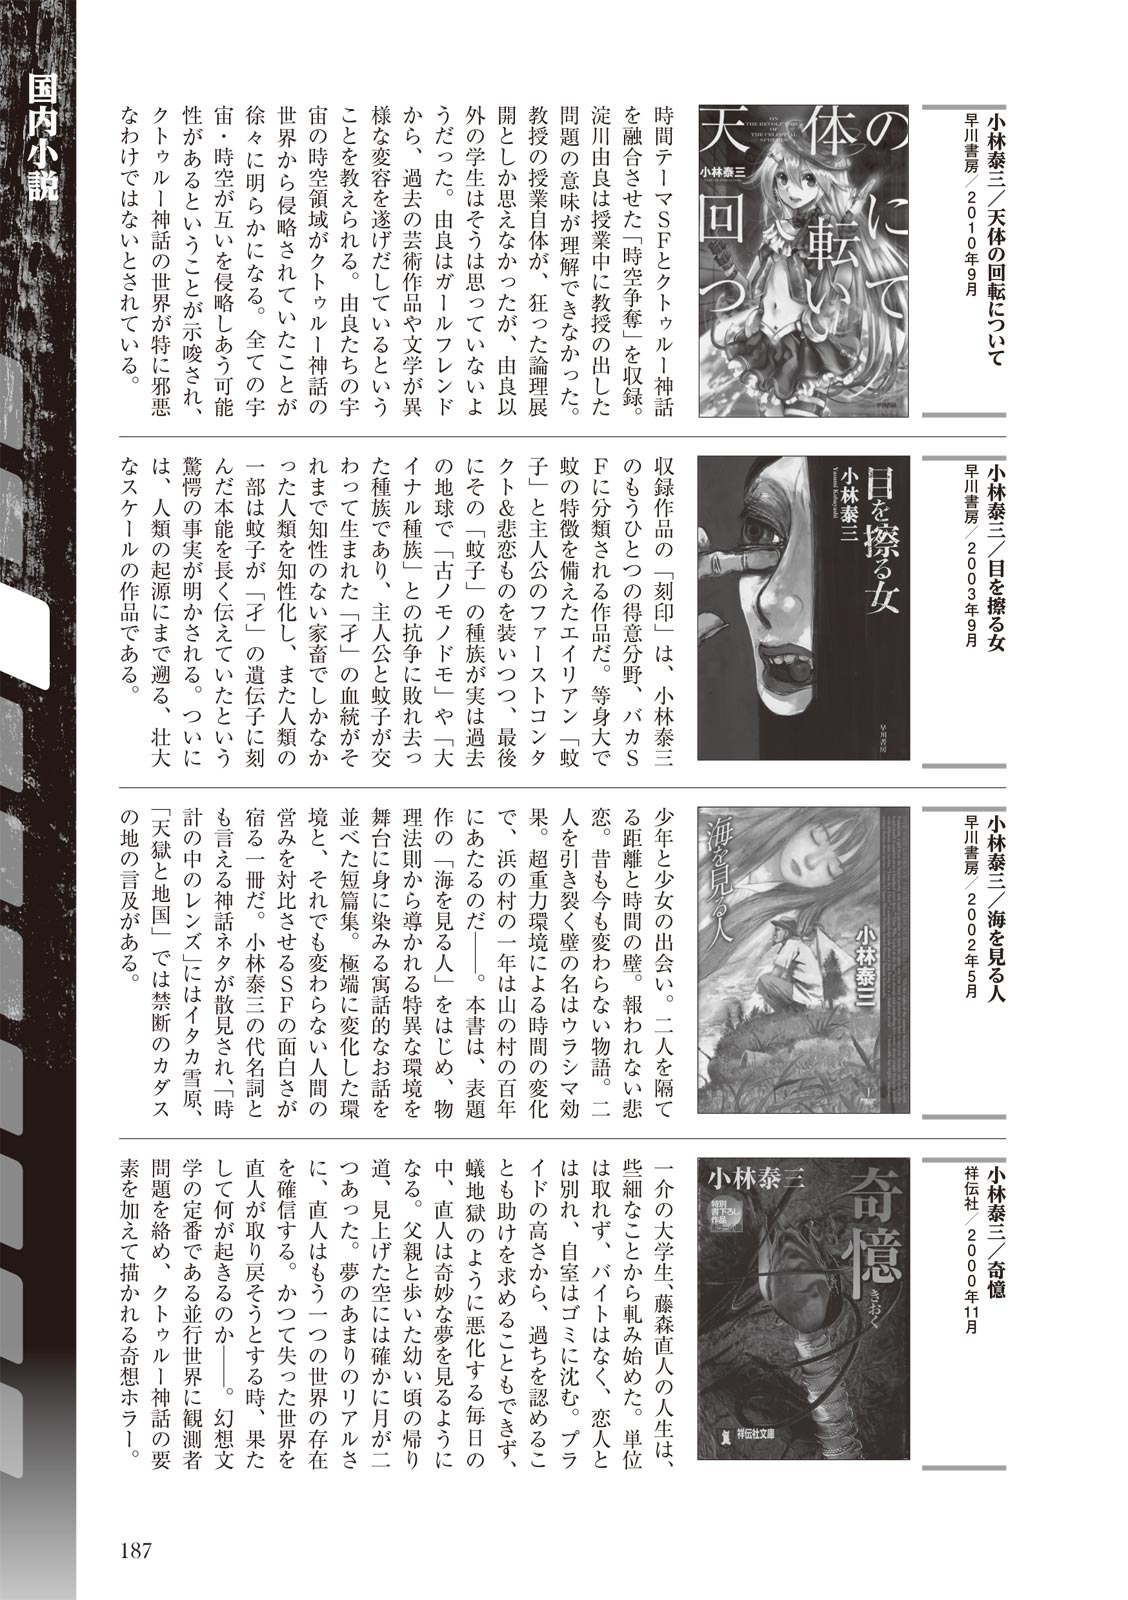 国内小説
小林泰三／天体の回転について
早川書房／2010年9月
天体の
回転に
ついて
ON
THE REVOLUTIONS
OF
THE CELESTIAL
SPHERES
小林泰三
早川書房
時間テーマSFとクトゥルー神話
を融合させた「時空争奪」を収録。
淀川由良は授業中に教授の出した
問題の意味が理解できなかった。
教授の授業自体が、狂った論理展
開としか思えなかったが、由良以
外の学生はそうは思っていないよ
うだった。由良はガールフレンド
から、過去の芸術作品や文学が異
様な変容を遂げだしているという
ことを教えられる。由良たちの宇
宙の時空領域がクトゥルー神話の
世界から侵略されていたことが
徐々に明らかになる。全ての宇
宙・時空が互いを侵略しあう可能
性があるということが示唆され、
クトゥルー神話の世界が特に邪悪
なわけではないとされている。
小林泰三／目を擦る女
早川書房／2003年9月
目を擦る女
小林泰三
Yasumi Kobayashi
早川書房
収録作品の「刻印」は、小林泰三
のもうひとつの得意分野、バカS
Fに分類される作品だ。等身大で
蚊の特徴を備えたエイリアン「蚊
子」と主人公のファーストコンタ
クト＆悲恋ものを装いつつ、最後
にその「蚊子」の種族が実は過去
の地球で「古ノモノドモ」や「大
イナル種族」との抗争に敗れ去っ
た種族であり、主人公と蚊子が交
わって生まれた「孑」の血統がそ
れまで知性のない家畜でしかなか
った人類を知性化し、また人類の
一部は蚊子が「孑」の遺伝子に刻
んだ本能を長く伝えていたという
驚愕の事実が明かされる。ついに
は、人類の起源にまで遡る、壮大
なスケールの作品である。
小林泰三／海を見る人
早川書房／2002年5月
海を見る人
小林泰三
少年と少女の出会い。二人を隔て
る距離と時間の壁。報われない悲
恋。昔も今も変わらない物語。二
人を引き裂く壁の名はウラシマ効
果。超重力環境による時間の変化
で、浜の村の一年は山の村の百年
にあたるのだ――。本書は、表題
作の「海を見る人」をはじめ、物
理法則から導かれる特異な環境を
舞台に身に染みる寓話的なお話を
並べた短篇集。極端に変化した環
境と、それでも変わらない人間の
営みを対比させるSFの面白さが
宿る一冊だ。小林泰三の代名詞と
も言える神話ネタが散見され、「時
計の中のレンズ」にはイタカ雪原、
「天獄と地国」では禁断のカダス
の地の言及がある。
小林泰三／奇憶
祥伝社／2000年11月
小林泰三
特別
書下ろし
作品
奇憶
きおく
祥伝社文庫
一介の大学生、藤森直人の人生は、
些細なことから軋み始めた。単位
は取れず、バイトはなく、恋人と
は別れ、自室はゴミに沈む。プラ
イドの高さから、過ちを認めるこ
とも助けを求めることもできず、
蟻地獄のように悪化する毎日の
中、直人は奇妙な夢を見るように
なる。父親と歩いた幼い頃の帰り
道、見上げた空には確かに月が二
つあった。夢のあまりのリアルさ
に、直人はもう一つの世界の存在
を確信する。かつて失った世界を
直人が取り戻そうとする時、果た
して何が起きるのか――。幻想文
学の定番である並行世界に観測者
問題を絡め、クトゥルー神話の要
素を加えて描かれる奇想ホラー。
187